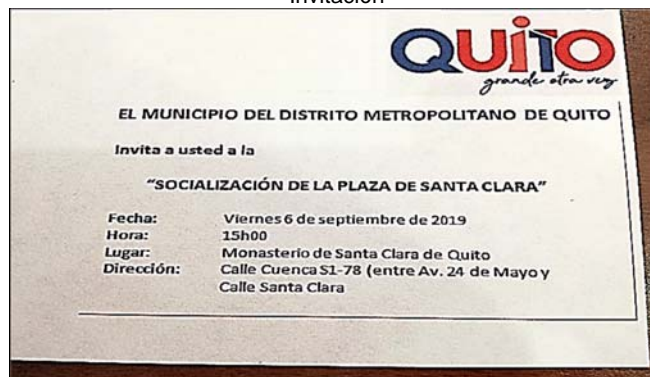 Invitación
QUITO
grande otra vez
EL MUNICIPIO DEL DISTRITO METROPOLITANO DE QUITO
Invita a usted a la
“SOCIALIZACIÓN DE LA PLAZA DE SANTA CLARA”
Fecha: Viernes 6 de septiembre de 2019
Hora: 15h00
Lugar: Monasterio de Santa Clara de Quito
Dirección: Calle Cuenca S1-78 (entre Av. 24 de Mayo y
Calle Santa Clara